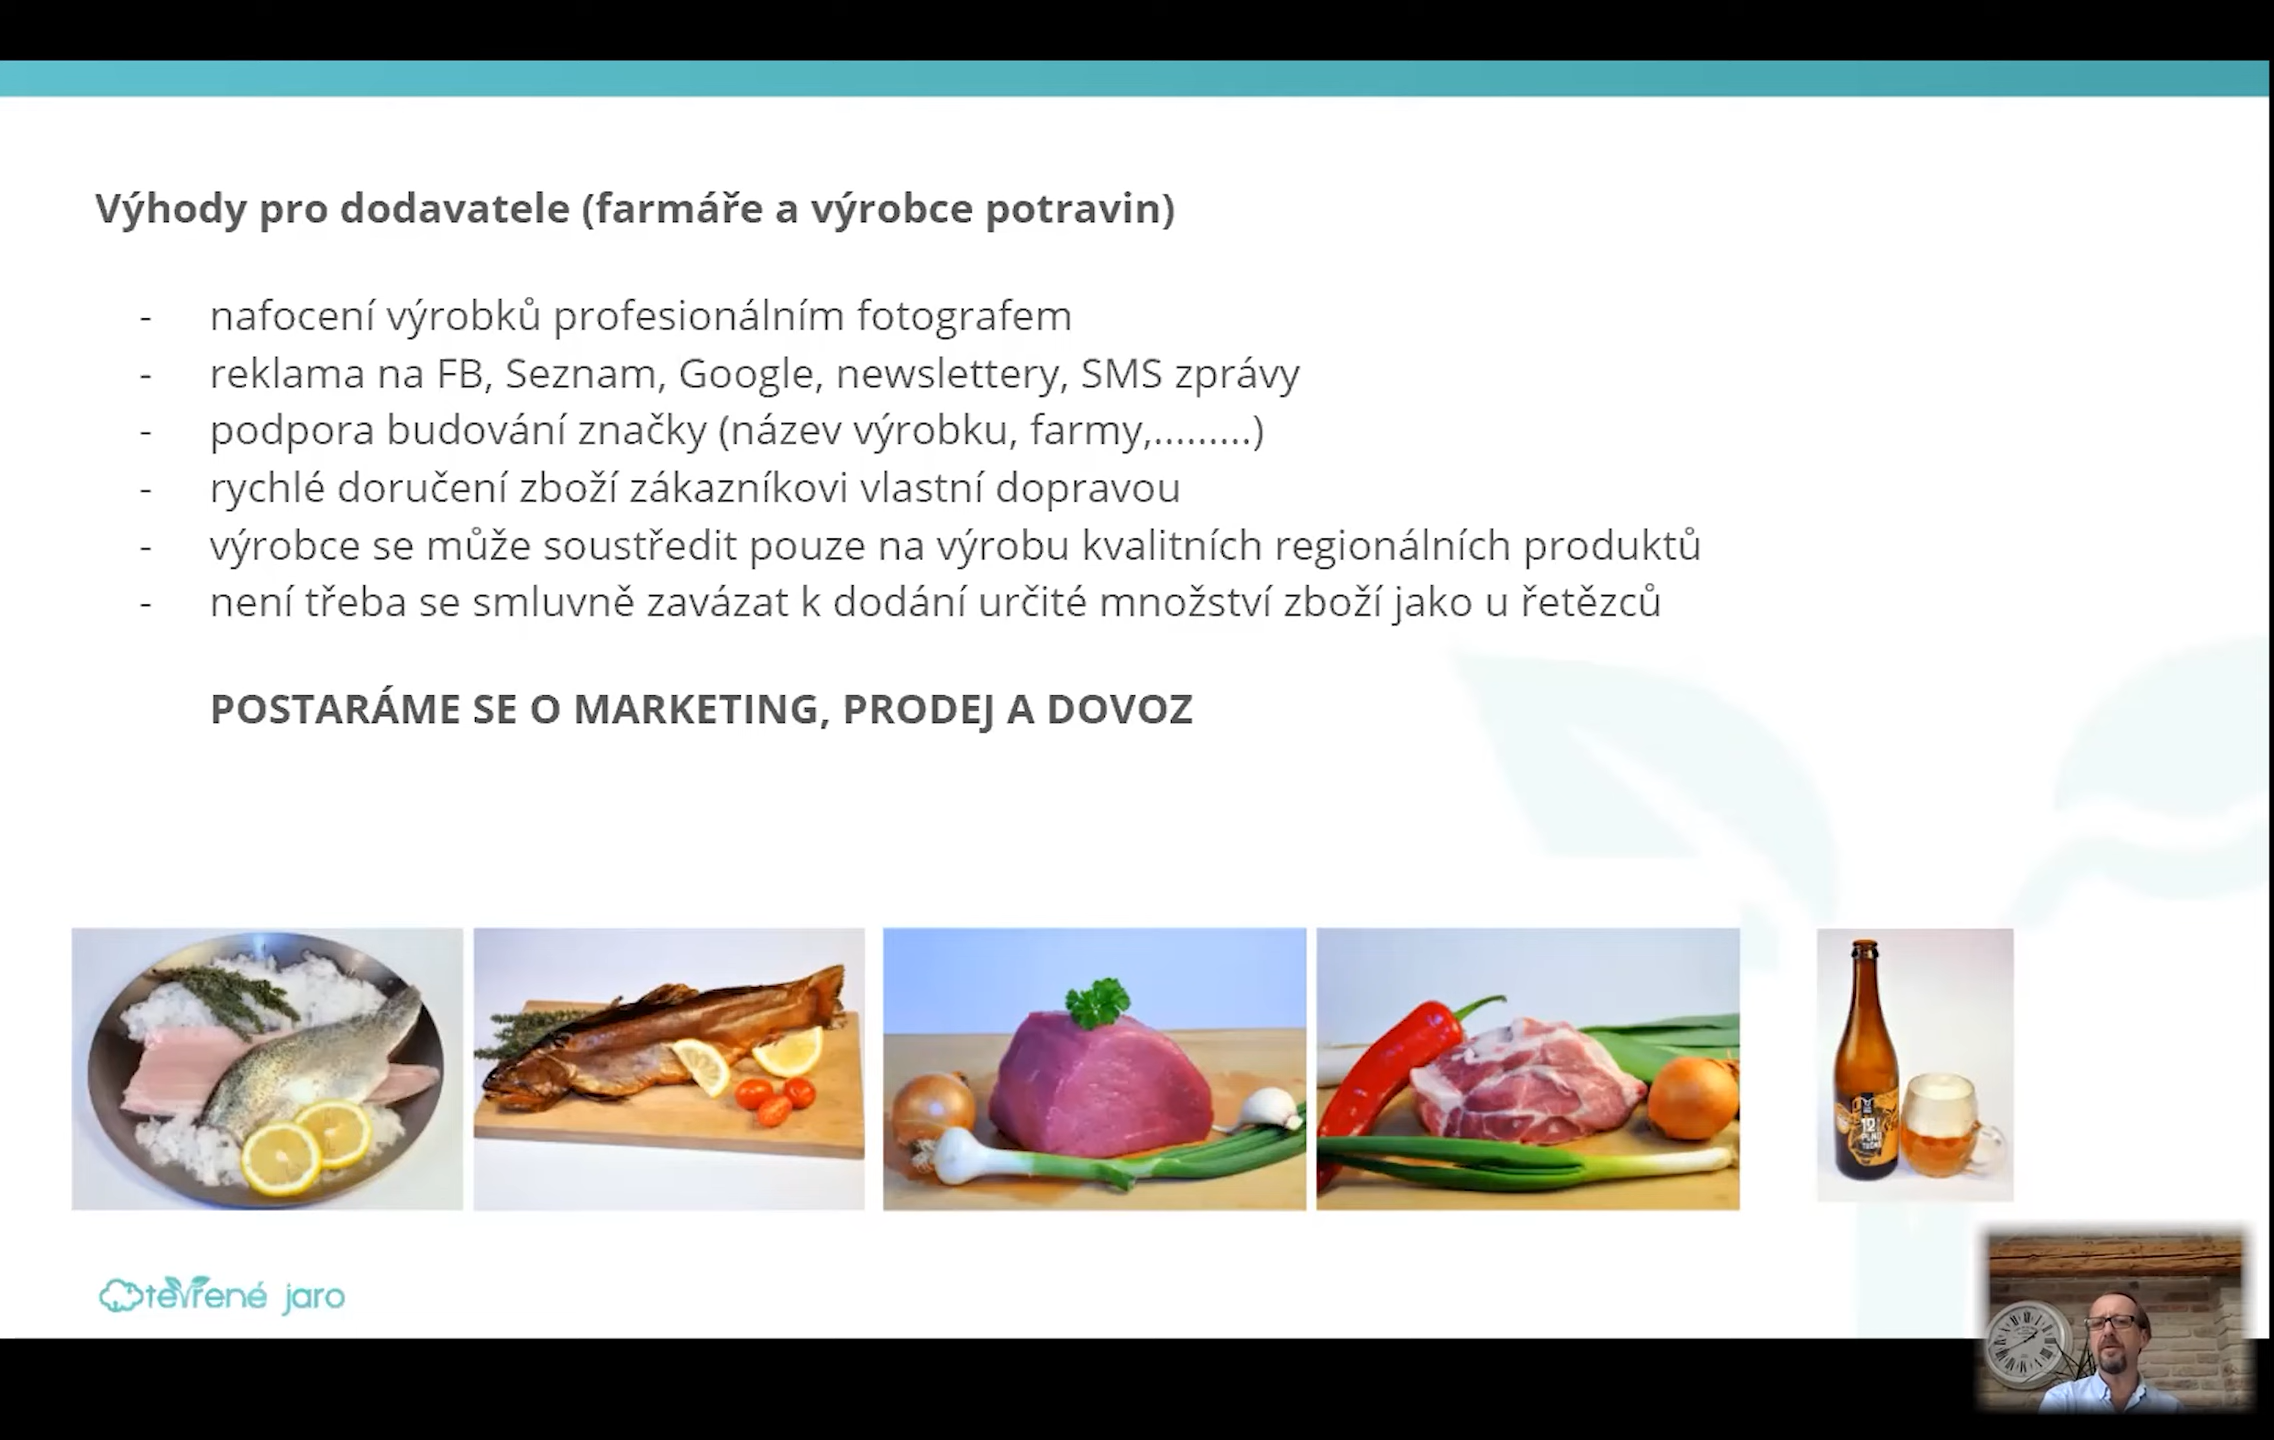 Výhody pro dodavatele (farmáře a výrobce potravin)
- nafocení výrobků profesionálním fotografem
- reklama na FB, Seznam, Google, newslettery, SMS zprávy
- podpora budování značky (název výrobku, farmy,.........)
- rychlé doručení zboží zákazníkovi vlastní dopravou
- výrobce se může soustředit pouze na výrobu kvalitních regionálních produktů
- není třeba se smluvně zavázat k dodání určité množství zboží jako u řetězců
POSTARÁME SE O MARKETING, PRODEJ A DOVOZ
12
Otevřené jaro